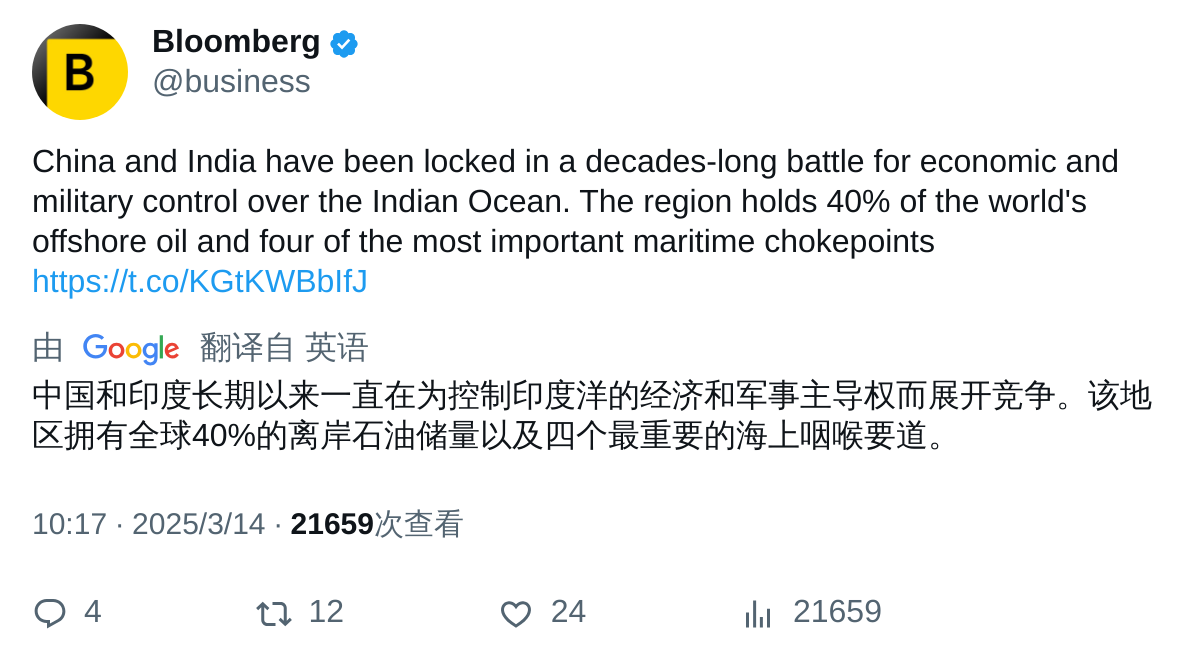 B
Bloomberg
@business
China and India have been locked in a decades-long battle for economic and
military control over the Indian Ocean. The region holds 40% of the world's
offshore oil and four of the most important maritime chokepoints
https://t.co/KGtKWBbIfJ
由 Google 翻译自 英语
中国和印度长期以来一直在为控制印度洋的经济和军事主导权而展开竞争。该地
区拥有全球40%的离岸石油储量以及四个最重要的海上咽喉要道。
10:17 · 2025/3/14 · 21659次查看
4 12 24 21659